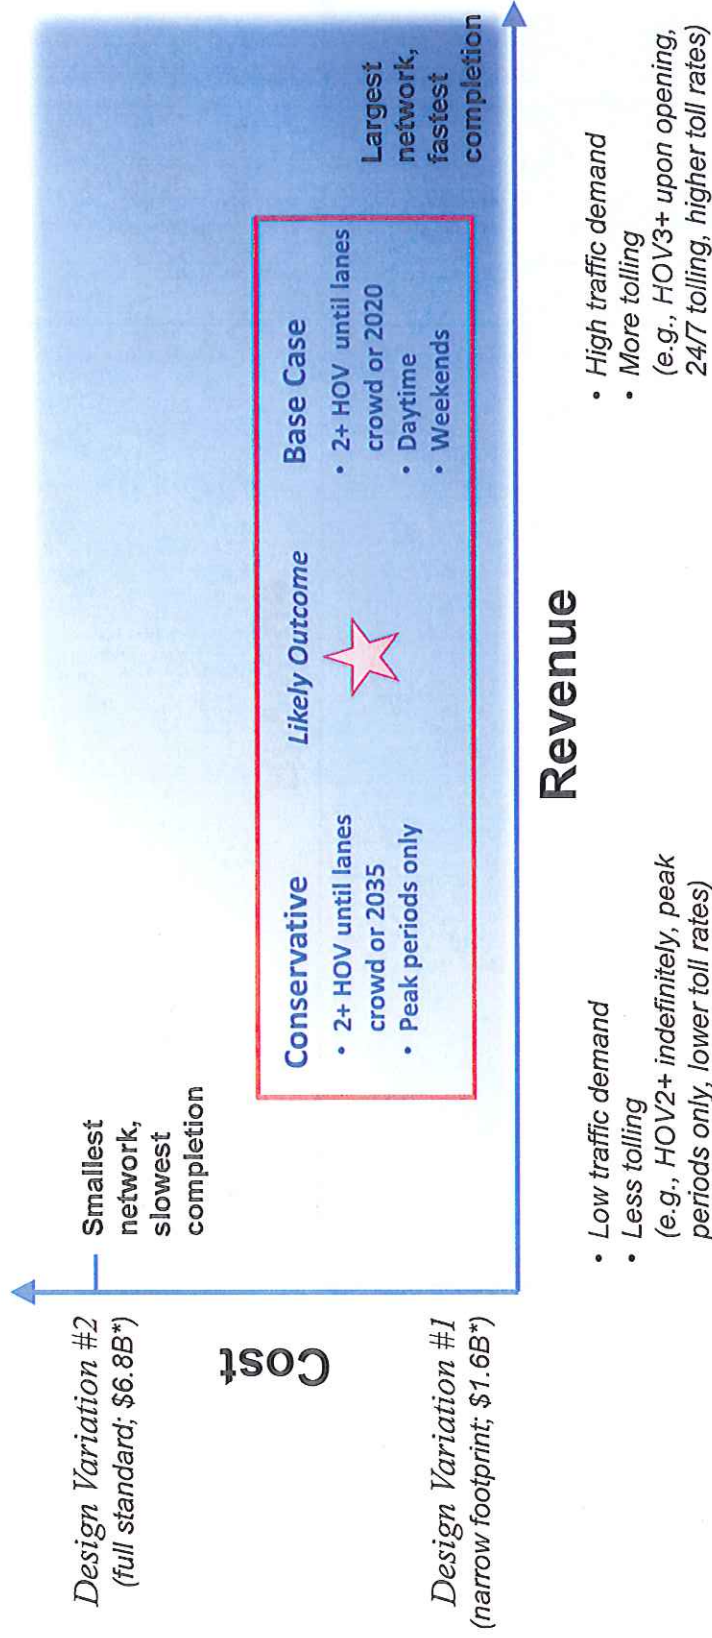 Design Variation #2
(full standard; $6.8B*)
Smallest
network,
slowest
completion
Cost
Largest
network,
fastest
completion
Conservative
• 2+ HOV until lanes
crowd or 2035
• Peak periods only
Likely Outcome
Base Case
• 2+ HOV until lanes
crowd or 2020
• Daytime
• Weekends
Design Variation #1
(narrow footprint; $1.6B*)
Revenue
• Low traffic demand
• Less tolling
(e.g., HOV2+ indefinitely, peak
periods only, lower toll rates)
• High traffic demand
• More tolling
(e.g., HOV3+ upon opening,
24/7 tolling, higher toll rates)